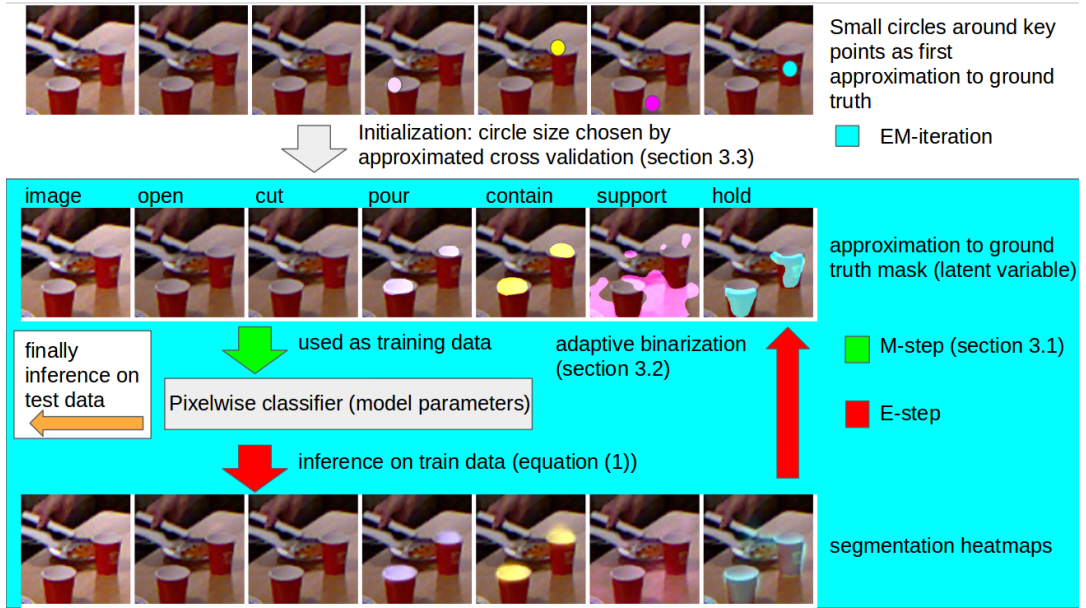 Small circles around key
points as first
approximation to ground
truth
EM-iteration
Initialization: circle size chosen by
approximated cross validation (section 3.3)
image open cut pour contain support hold
approximation to ground
truth mask (latent variable)
used as training data
adaptive binarization
(section 3.2)
M-step (section 3.1)
finally
inference on
test data
Pixelwise classifier (model parameters)
E-step
inference on train data (equation (1))
segmentation heatmaps